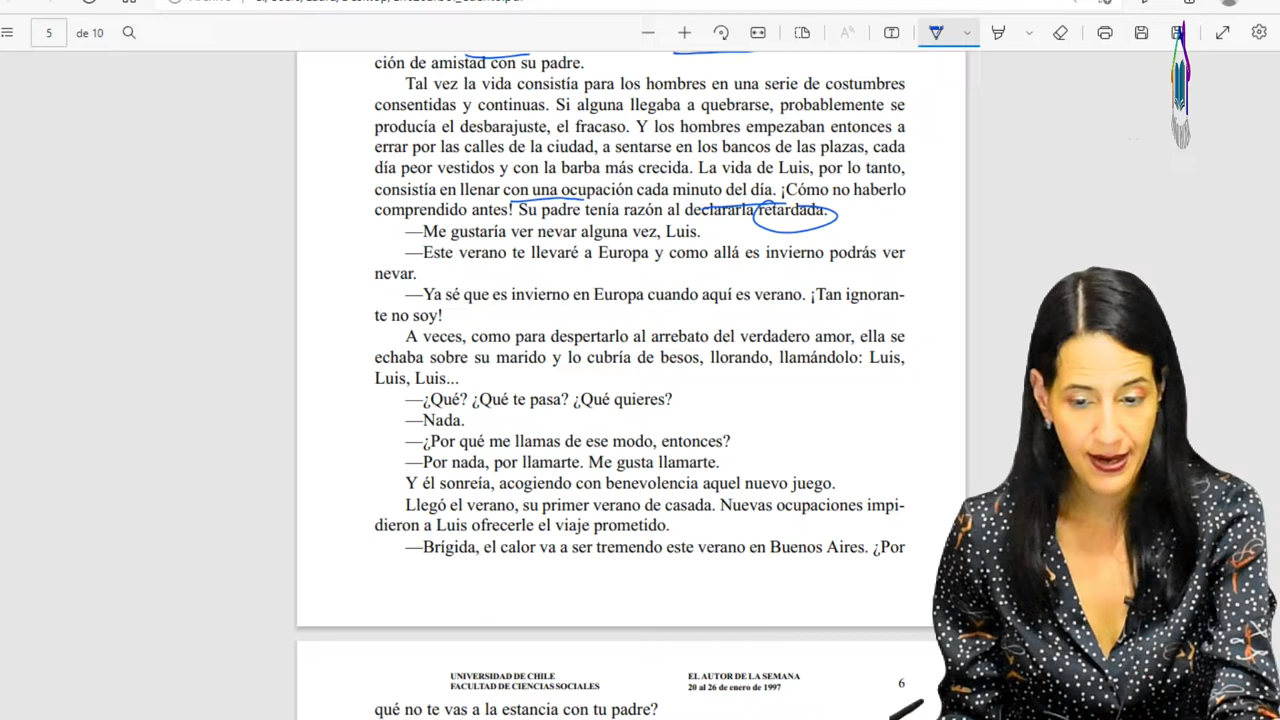 5 de 10
ción de amistad con su padre.
Tal vez la vida consistía para los hombres en una serie de costumbres
consentidas y continuas. Si alguna llegaba a quebrarse, probablemente se
producía el desbarajuste, el fracaso. Y los hombres empezaban entonces a
errar por las calles de la ciudad, a sentarse en los bancos de las plazas, cada
día peor vestidos y con la barba más crecida. La vida de Luis, por lo tanto,
consistía en llenar con una ocupación cada minuto del día. ¡Cómo no haberlo
comprendido antes! Su padre tenía razón al declararla retardada.
—Me gustaría ver nevar alguna vez, Luis.
—Este verano te llevaré a Europa y como allá es invierno podrás ver
nevar.
—Ya sé que es invierno en Europa cuando aquí es verano. ¡Tan ignoran-
te no soy!
A veces, como para despertarlo al arrebato del verdadero amor, ella se
echaba sobre su marido y lo cubría de besos, llorando, llamándolo: Luis,
Luis, Luis...
—¿Qué? ¿Qué te pasa? ¿Qué quieres?
—Nada.
—¿Por qué me llamas de ese modo, entonces?
—Por nada, por llamarte. Me gusta llamarte.
Y él sonreía, acogiendo con benevolencia aquel nuevo juego.
Llegó el verano, su primer verano de casada. Nuevas ocupaciones impi-
dieron a Luis ofrecerle el viaje prometido.
—Brígida, el calor va a ser tremendo este verano en Buenos Aires. ¿Por
UNIVERSIDAD DE CHILE
FACULTAD DE CIENCIAS SOCIALES
EL AUTOR DE LA SEMANA
20 al 26 de enero de 1997
6
qué no te vas a la estancia con tu padre?